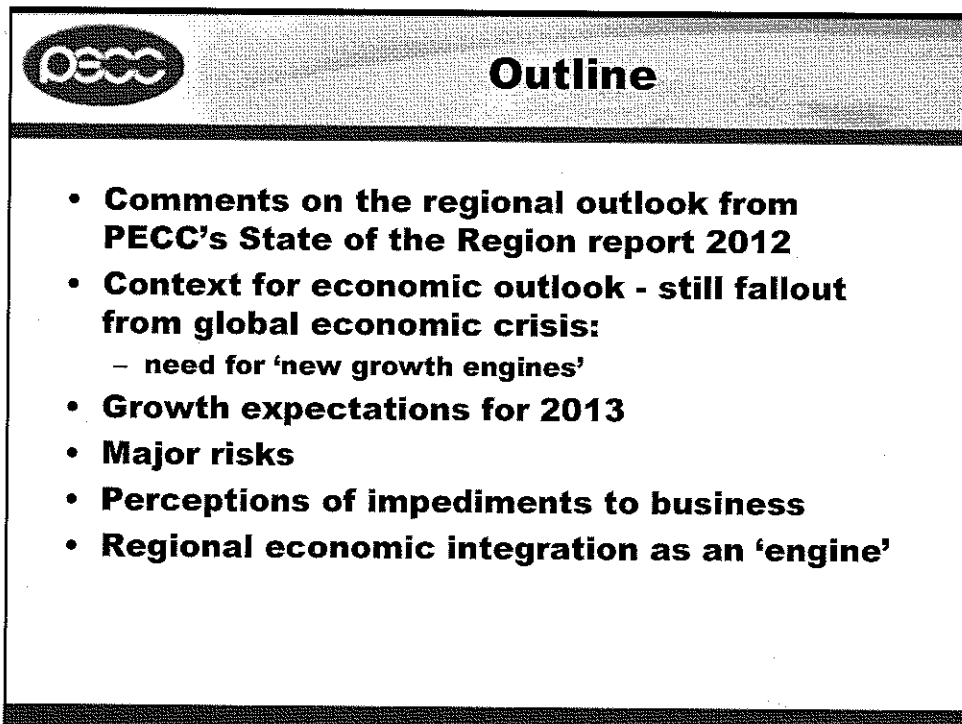 pecc
Outline
• Comments on the regional outlook from
PECC's State of the Region report 2012
• Context for economic outlook - still fallout
from global economic crisis:
– need for ‘new growth engines’
• Growth expectations for 2013
• Major risks
• Perceptions of impediments to business
• Regional economic integration as an ‘engine’